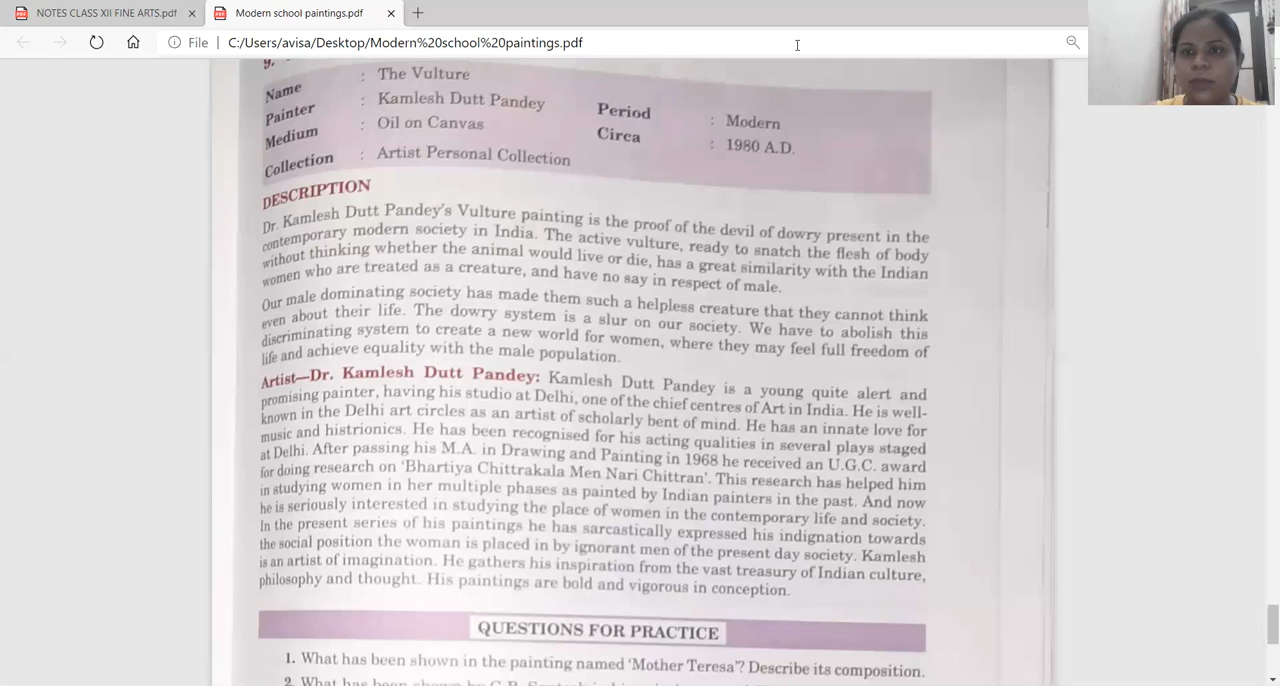 NOTES CLASS XII FINE ARTS.pdf
Modern school paintings.pdf
File
C:/Users/avisa/Desktop/Modern%20school%20paintings.pdf
9.
Name : The Vulture
Painter : Kamlesh Dutt Pandey Period : Modern
Medium : Oil on Canvas Circa : 1980 A.D.
Collection : Artist Personal Collection
DESCRIPTION
Dr. Kamlesh Dutt Pandey's Vulture painting is the proof of the devil of dowry present in the
contemporary modern society in India. The active vulture, ready to snatch the flesh of body
without thinking whether the animal would live or die, has a great similarity with the Indian
women who are treated as a creature, and have no say in respect of male.
Our male dominating society has made them such a helpless creature that they cannot think
even about their life. The dowry system is a slur on our society. We have to abolish this
discriminating system to create a new world for women, where they may feel full freedom of
life and achieve equality with the male population.
Artist—Dr. Kamlesh Dutt Pandey: Kamlesh Dutt Pandey is a young quite alert and
promising painter, having his studio at Delhi, one of the chief centres of Art in India. He is well-
known in the Delhi art circles as an artist of scholarly bent of mind. He has an innate love for
music and histrionics. He has been recognised for his acting qualities in several plays staged
at Delhi. After passing his M.A. in Drawing and Painting in 1968 he received an U.G.C. award
for doing research on 'Bhartiya Chittrakala Men Nari Chittran'. This research has helped him
in studying women in her multiple phases as painted by Indian painters in the past. And now
he is seriously interested in studying the place of women in the contemporary life and society.
In the present series of his paintings he has sarcastically expressed his indignation towards
the social position the woman is placed in by ignorant men of the present day society. Kamlesh
is an artist of imagination. He gathers his inspiration from the vast treasury of Indian culture,
philosophy and thought. His paintings are bold and vigorous in conception.
QUESTIONS FOR PRACTICE
1. What has been shown in the painting named 'Mother Teresa'? Describe its composition.
2. What has been shown